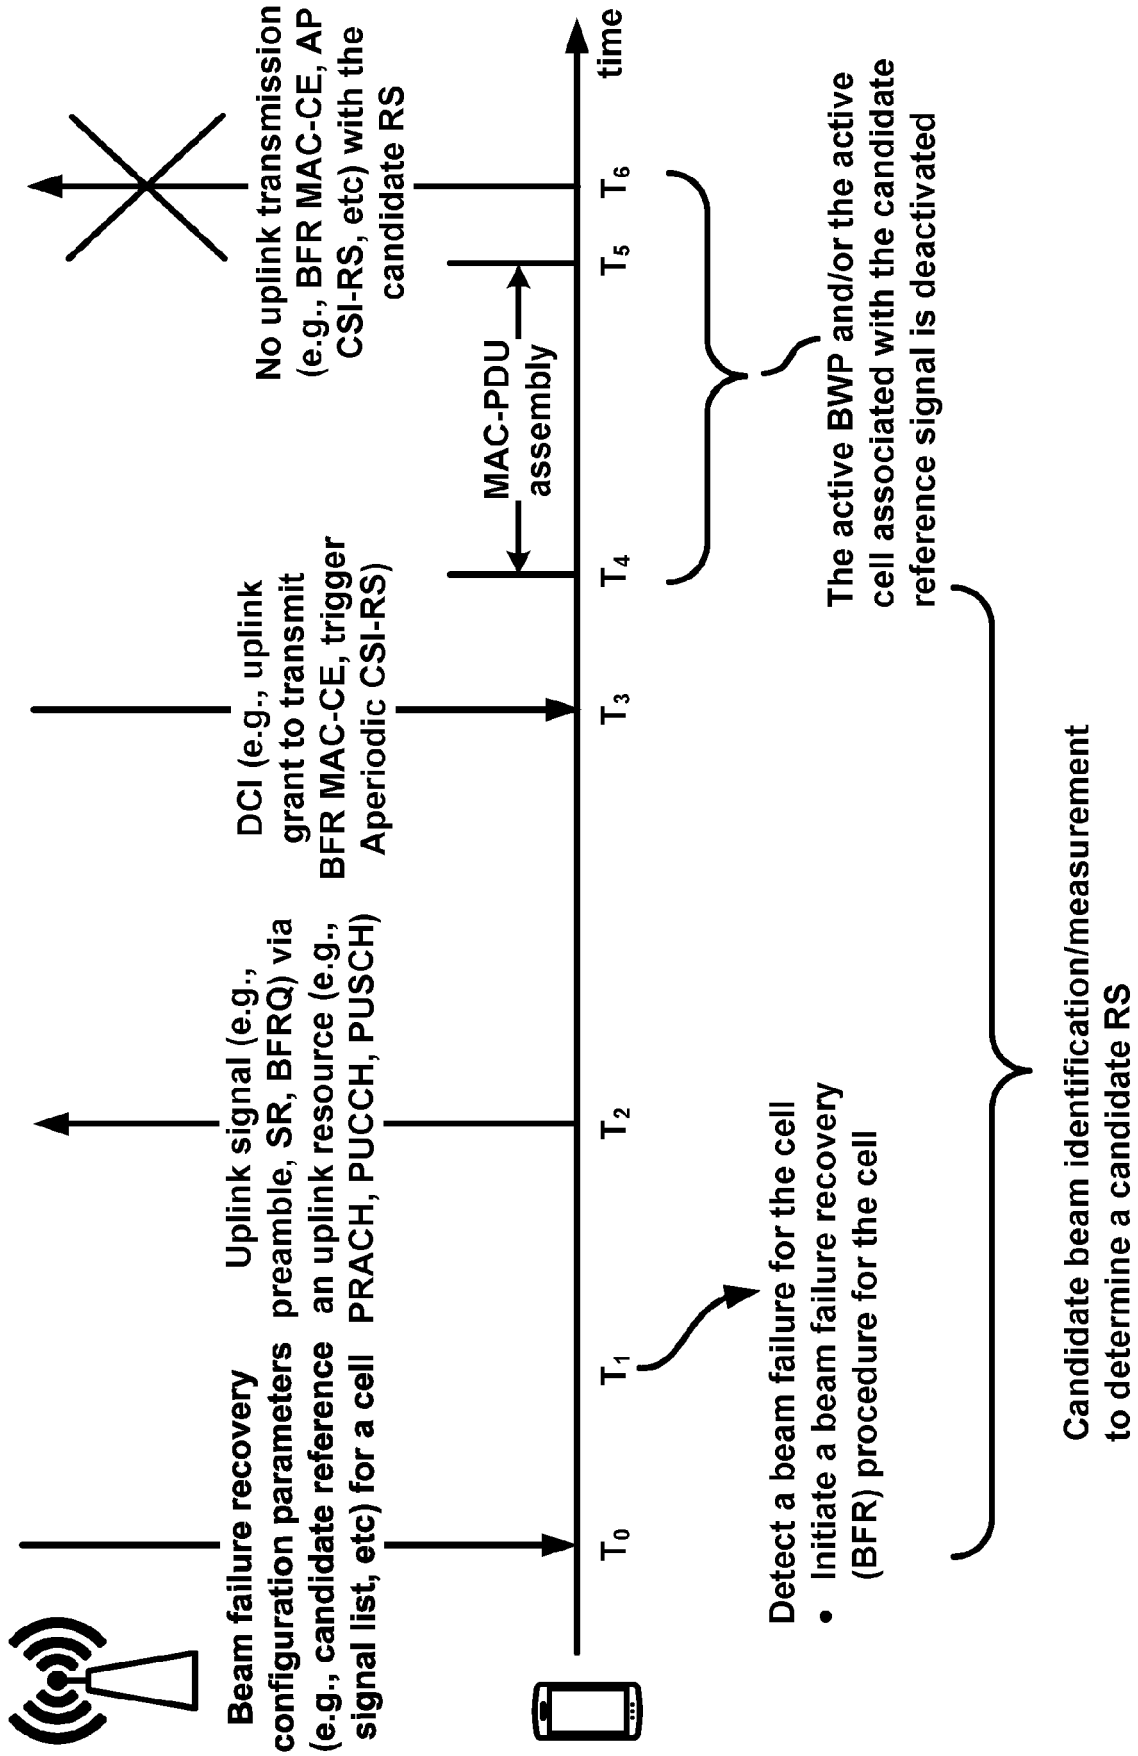 Beam failure recovery
configuration parameters
(e.g., candidate reference
signal list, etc) for a cell
Uplink signal (e.g.,
preamble, SR, BFRQ) via
an uplink resource (e.g.,
PRACH, PUCCH, PUSCH)
DCI (e.g., uplink
grant to transmit
BFR MAC-CE, trigger
Aperiodic CSI-RS)
No uplink transmission
(e.g., BFR MAC-CE, AP
CSI-RS, etc) with the
candidate RS
MAC-PDU
assembly
T0
T1
T2
T3
T4
T5
T6
time
Detect a beam failure for the cell
• Initiate a beam failure recovery
(BFR) procedure for the cell
The active BWP and/or the active
cell associated with the candidate
reference signal is deactivated
Candidate beam identification/measurement
to determine a candidate RS